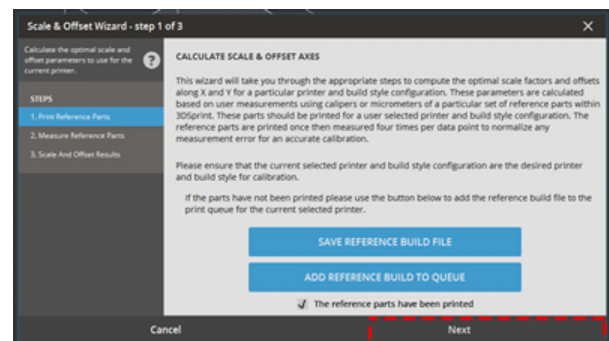 Scale & Offset Wizard - step 1 of 3
Calculate the optimal scale and
offset parameters to use for the
current printer.
?
STEPS
1. Print Reference Parts
2. Measure Reference Parts
3. Scale And Offset Results
CALCULATE SCALE & OFFSET AXES
This wizard will take you through the appropriate steps to compute the optimal scale factors and offsets
along X and Y for a particular printer and build style configuration. These parameters are calculated
based on user measurements using calipers or micrometers of a particular set of reference parts within
3DSprint. These parts should be printed for a user selected printer and build style configuration. The
reference parts are printed once then measured four times per data point to normalize any
measurement error for an accurate calibration.
Please ensure that the current selected printer and build style configuration are the desired printer
and build style for calibration.
If the parts have not been printed please use the button below to add the reference build file to the
print queue for the current selected printer.
SAVE REFERENCE BUILD FILE
ADD REFERENCE BUILD TO QUEUE
The reference parts have been printed
Cancel
Next